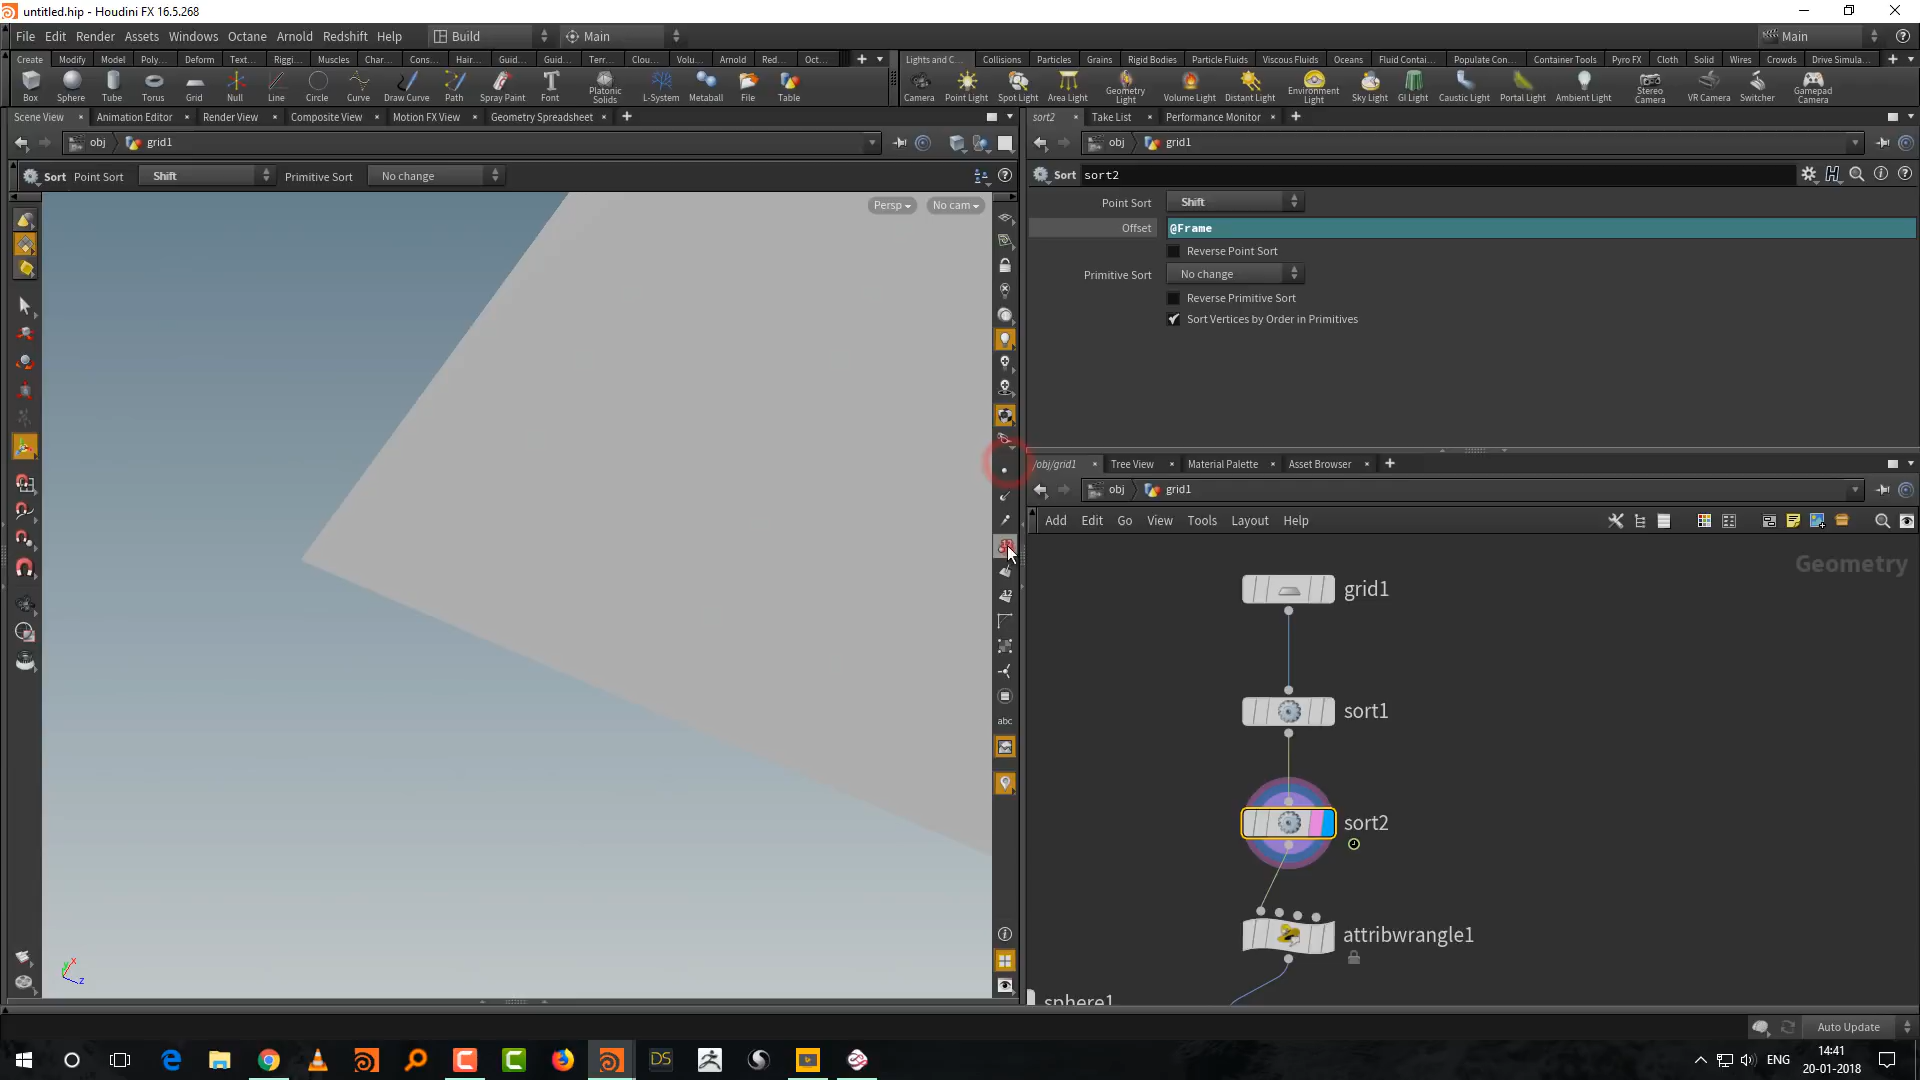 untitled.hip - Houdini FX 16.5.268
File Edit Render Assets Windows Octane Arnold Redshift Help Build Main Main
Create Modify Model Poly... Deform Text... Riggi... Muscles Char... Cons... Hair... Guid... Guid... Terr... Clou... Volu... Arnold Red... Oct... Lights and C... Collisions Particles Grains Rigid Bodies Particle Fluids Viscous Fluids Oceans Fluid Contai... Populate Con... Container Tools Pyro FX Cloth Solid Wires Crowds Drive Simula...
Box Sphere Tube Torus Grid Null Line Circle Curve Draw Curve Path Spray Paint Font Platonic Solids L-System Metaball File Table Camera Point Light Spot Light Area Light Geometry Light Volume Light Distant Light Environment Light Sky Light GI Light Caustic Light Portal Light Ambient Light Stereo Camera VR Camera Switcher Gamepad Camera
Scene View Animation Editor Render View Composite View Motion FX View Geometry Spreadsheet sort2 Take List Performance Monitor
obj grid1 obj grid1
Sort Point Sort Shift Primitive Sort No change Sort sort2
Persp No cam
Point Sort Shift
Offset @Frame
Reverse Point Sort
Primitive Sort No change
Reverse Primitive Sort
Sort Vertices by Order in Primitives
/obj/grid1 Tree View Material Palette Asset Browser
obj grid1
Add Edit Go View Tools Layout Help
Geometry
grid1
sort1
sort2
attribwrangle1
sphere1
12
12
abc
x
y
z
Auto Update
DS
ENG
14:41
20-01-2018